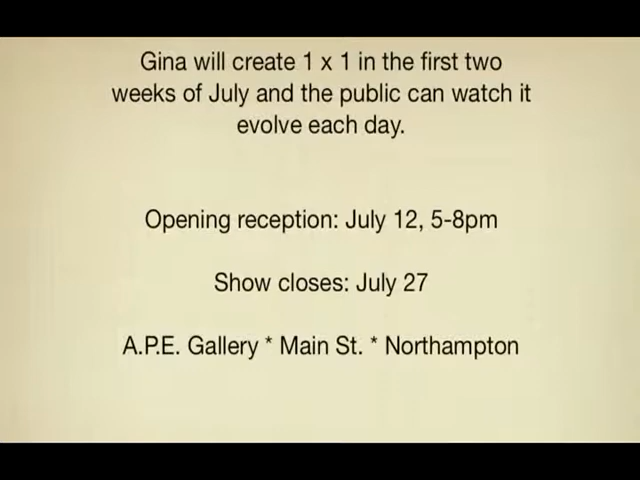 Gina will create 1 x 1 in the first two
weeks of July and the public can watch it
evolve each day.
Opening reception: July 12, 5-8pm
Show closes: July 27
A.P.E. Gallery * Main St. * Northampton